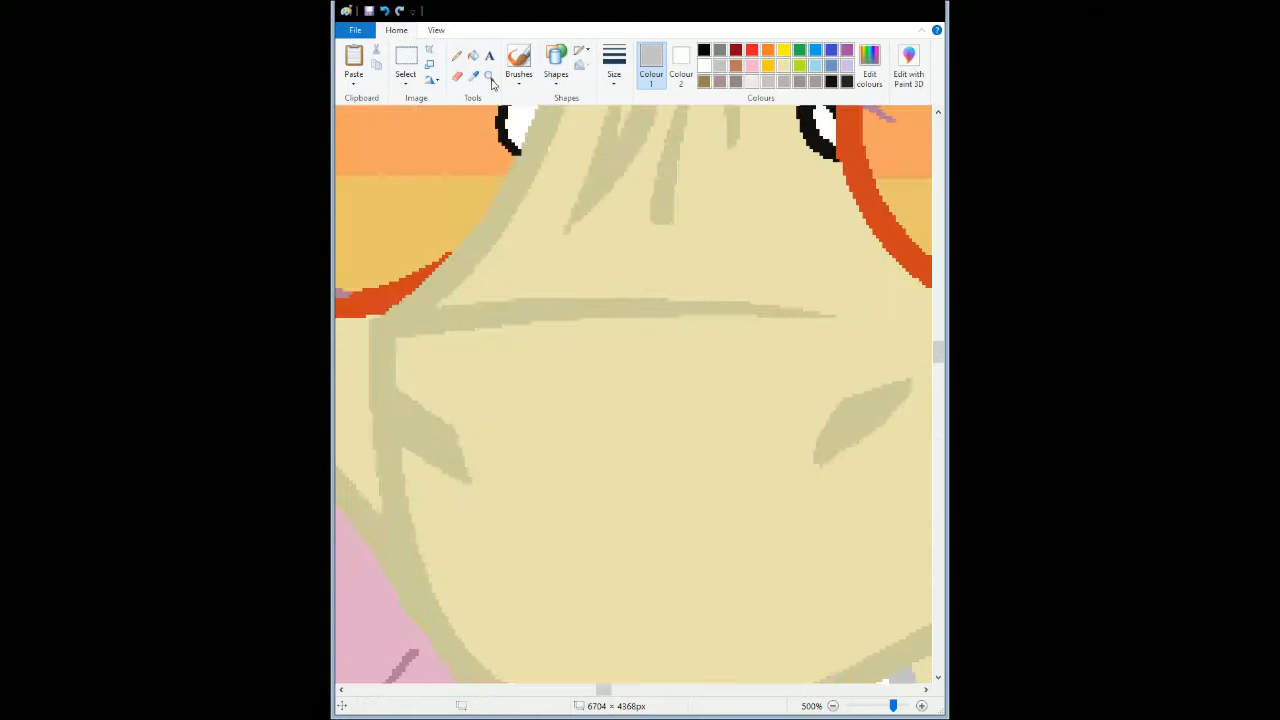 File Home View
Paste Select Brushes Shapes Size Colour 1 Colour 2 Edit colours Edit with Paint 3D
Clipboard Image Tools Shapes Colours
6704 × 4368px 500%